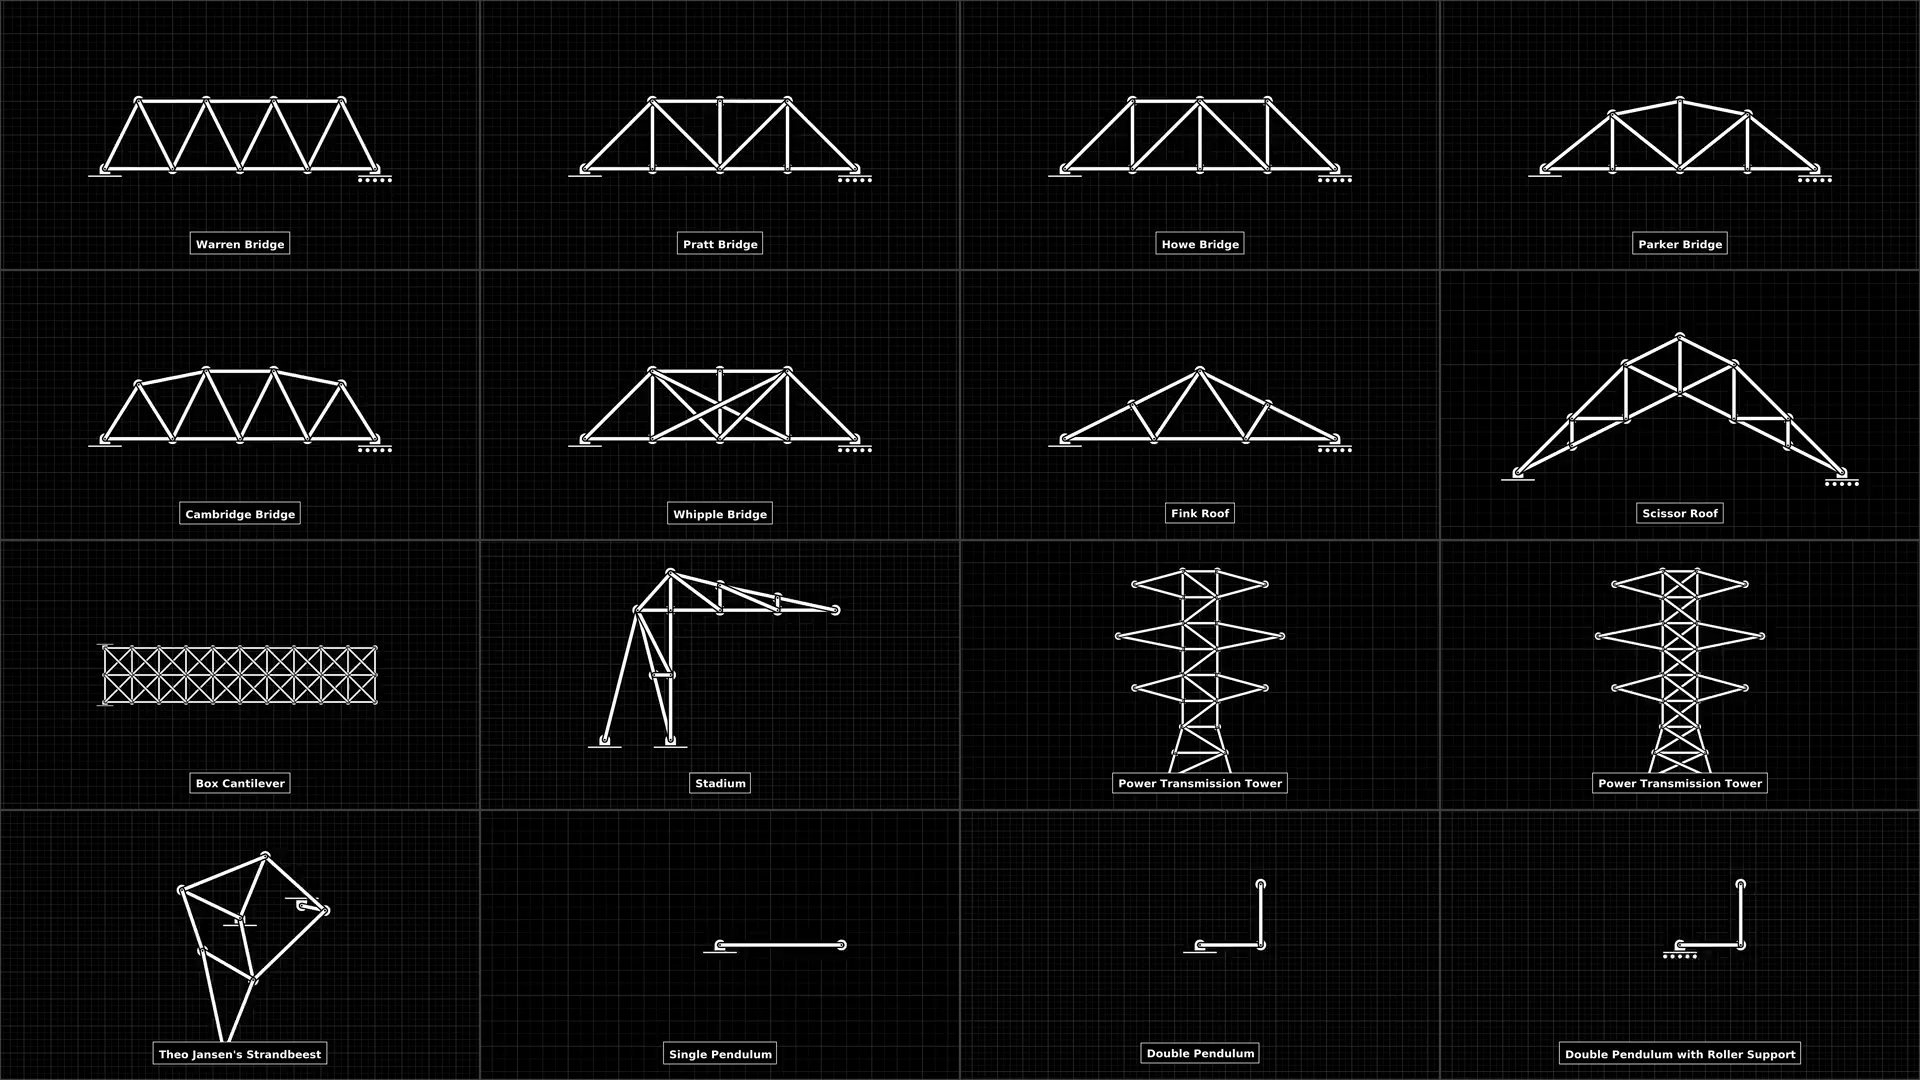 Warren Bridge
Pratt Bridge
Howe Bridge
Parker Bridge
Cambridge Bridge
Whipple Bridge
Fink Roof
Scissor Roof
Box Cantilever
Stadium
Power Transmission Tower
Power Transmission Tower
Theo Jansen's Strandbeest
Single Pendulum
Double Pendulum
Double Pendulum with Roller Support